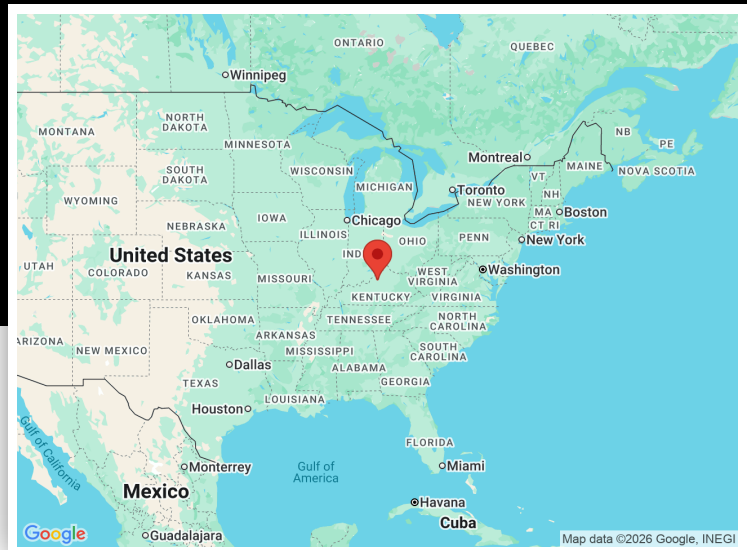 ONTARIO
QUEBEC
Winnipeg
NORTH
DAKOTA
MONTANA
MINNESOTA
NB
PE
Montreal
MAINE
NOVA SCOTIA
SOUTH
DAKOTA
WISCONSIN
MICHIGAN
Toronto
VT
NH
WYOMING
NEW YORK
MA
Boston
IOWA
Chicago
CT RI
NEBRASKA
ILLINOIS
IND
OHIO
PENN
New York
United States
UTAH
COLORADO
KANSAS
MISSOURI
WEST
VIRGINIA
Washington
KENTUCKY
VIRGINIA
OKLAHOMA
TENNESSEE
NORTH
CAROLINA
ARIZONA
NEW MEXICO
ARKANSAS
MISSISSIPPI
SOUTH
CAROLINA
Dallas
ALABAMA
TEXAS
GEORGIA
LOUISIANA
Houston
Gulf of
California
FLORIDA
Monterrey
Gulf of
America
Miami
Mexico
Havana
Cuba
Google
Guadalajara
Map data ©2026 Google, INEGI